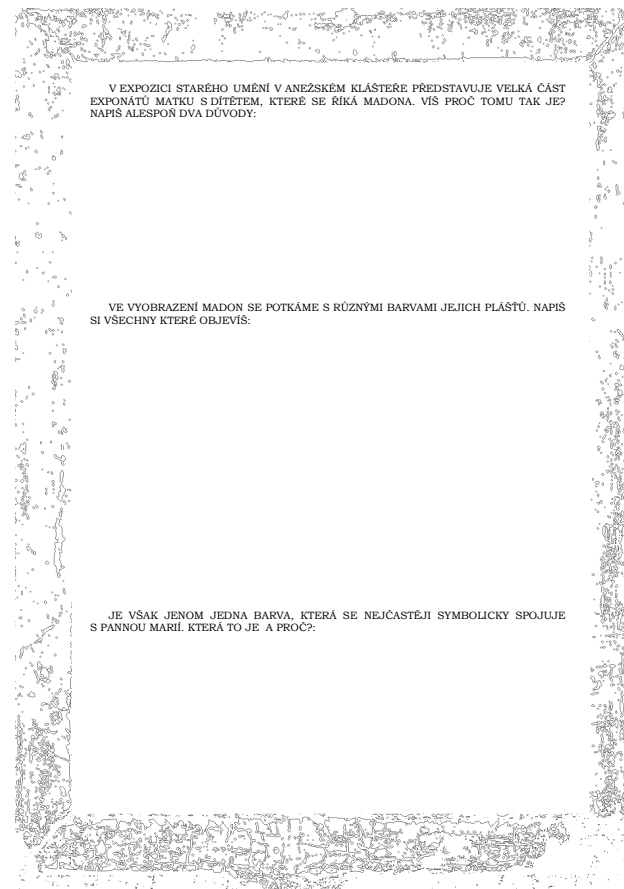 V EXPOZICI STARÉHO UMĚNÍ V ANEŽSKÉM KLÁŠTEŘE PŘEDSTAVUJE VELKÁ ČÁST
EXPONÁTŮ MATKU S DÍTĚTEM, KTERÉ SE ŘÍKÁ MADONA. VÍŠ PROČ TOMU TAK JE?
NAPIŠ ALESPOŇ DVA DŮVODY:
VE VYOBRAZENÍ MADON SE POTKÁME S RŮZNÝMI BARVAMI JEJICH PLÁŠŤŮ. NAPIŠ
SI VŠECHNY KTERÉ OBJEVÍŠ:
JE VŠAK JENOM JEDNA BARVA, KTERÁ SE NEJČASTĚJI SYMBOLICKY SPOJUJE
S PANNOU MARIÍ. KTERÁ TO JE A PROČ?: